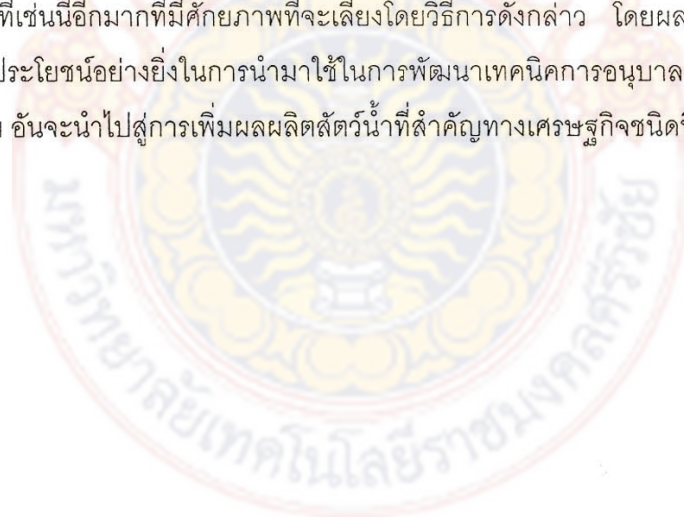 ที่เช่นนี้อีกมากที่มีศักยภาพที่จะเลี้ยงโดยวิธีการดังกล่าว โดยผล
ประโยชน์อย่างยิ่งในการนำมาใช้ในการพัฒนาเทคนิคการอนุบาล
อันจะนำไปสู่การเพิ่มผลผลิตสัตว์น้ำที่สำคัญทางเศรษฐกิจชนิด
มหาวิทยาลัยเทคโนโลยีราชมงคลศรีวิชัย